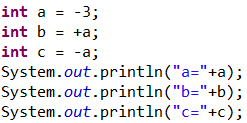 int a = -3;
int b = +a;
int c = -a;
System.out.println("a="+a);
System.out.println("b="+b);
System.out.println("c="+c);